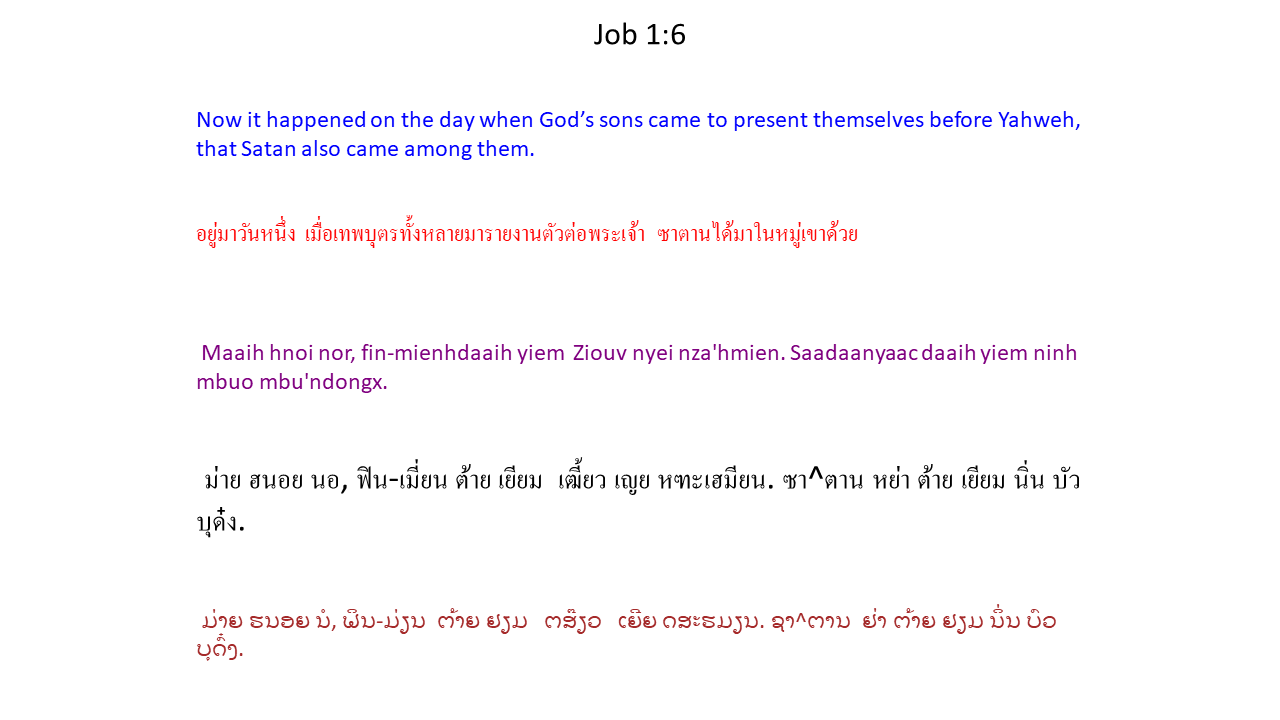 Job 1:6
Now it happened on the day when God’s sons came to present themselves before Yahweh,
that Satan also came among them.
อยู่มาวันหนึ่ง เมื่อเทพบุตรทั้งหลายมารายงานตัวต่อพระเจ้า ซาตานได้มาในหมู่เขาด้วย
Maaih hnoi nor, fin-mienhdaaih yiem Ziouv nyei nza'hmien. Saadaanyaac daaih yiem ninh
mbuo mbu'ndongx.
ม่าย ฮนอย นอ, ฟิน-เมี่ยน ต้าย เยียม เฒี้ยว เญย หฑะเฮมียน. ซา^ตาน หย่า ต้าย เยียม นิ่น บัว
บุด๋ง.
ມ່າຍ ຮນອຍ ນໍ, ຟິນ-ມ່ຽນ ຕ້າຍ ຢຽມ ຕສ໊ຽວ ເຍີຍ ດສະຮມຽນ. ຊາ^ຕານ ຢ່າ ຕ້າຍ ຢຽມ ນິ່ນ ບົວ
ບຸດົ໋ງ.